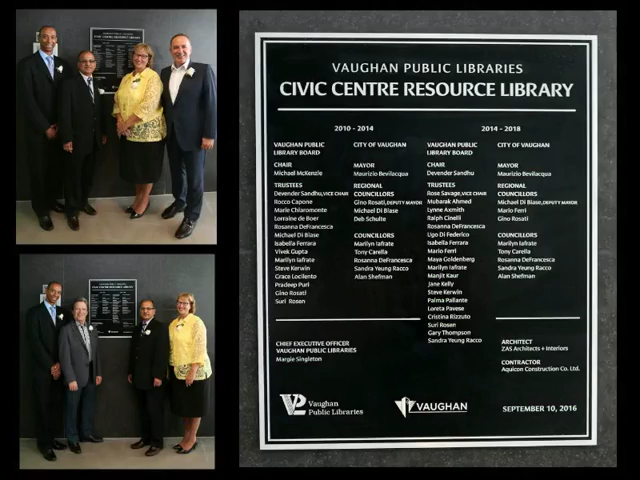 VAUGHAN PUBLIC LIBRARIES
CIVIC CENTRE RESOURCE LIBRARY
2010 - 2014
VAUGHAN PUBLIC
LIBRARY BOARD
CHAIR
Michael McKenzie
TRUSTEES
Devender Sandhu, VICE CHAIR
Rocco Capone
Marie Chiaromonte
Lorraine de Boer
Rosanna DeFrancesca
Michael Di Biase
Isabella Ferrara
Vivek Gupta
Marilyn Iafrate
Steve Kerwin
Grace Locilento
Pradeep Puri
Gino Rosati
Suri Rosen
CITY OF VAUGHAN
MAYOR
Maurizio Bevilacqua
REGIONAL
COUNCILLORS
Gino Rosati, DEPUTY MAYOR
Michael Di Biase
Deb Schulte
COUNCILLORS
Marilyn Iafrate
Tony Carella
Rosanna DeFrancesca
Sandra Yeung Racco
Alan Shefman
2014 - 2018
VAUGHAN PUBLIC
LIBRARY BOARD
CHAIR
Devender Sandhu
TRUSTEES
Rose Savage, VICE CHAIR
Mubarak Ahmed
Lynne Axmith
Ralph Cinelli
Rosanna DeFrancesca
Ugo Di Federico
Isabella Ferrara
Mario Ferri
Maya Goldenberg
Marilyn Iafrate
Manjit Kaur
Jane Kelly
Steve Kerwin
Palma Pallante
Loreta Pavese
Cristina Rizzuto
Suri Rosen
Gary Thompson
Sandra Yeung Racco
CITY OF VAUGHAN
MAYOR
Maurizio Bevilacqua
REGIONAL
COUNCILLORS
Michael Di Biase, DEPUTY MAYOR
Mario Ferri
Gino Rosati
COUNCILLORS
Marilyn Iafrate
Tony Carella
Rosanna DeFrancesca
Sandra Yeung Racco
Alan Shefman
CHIEF EXECUTIVE OFFICER
VAUGHAN PUBLIC LIBRARIES
Margie Singleton
ARCHITECT
ZAS Architects + Interiors
CONTRACTOR
Aquicon Construction Co. Ltd.
VPL
Vaughan
Public Libraries
VAUGHAN
SEPTEMBER 10, 2016